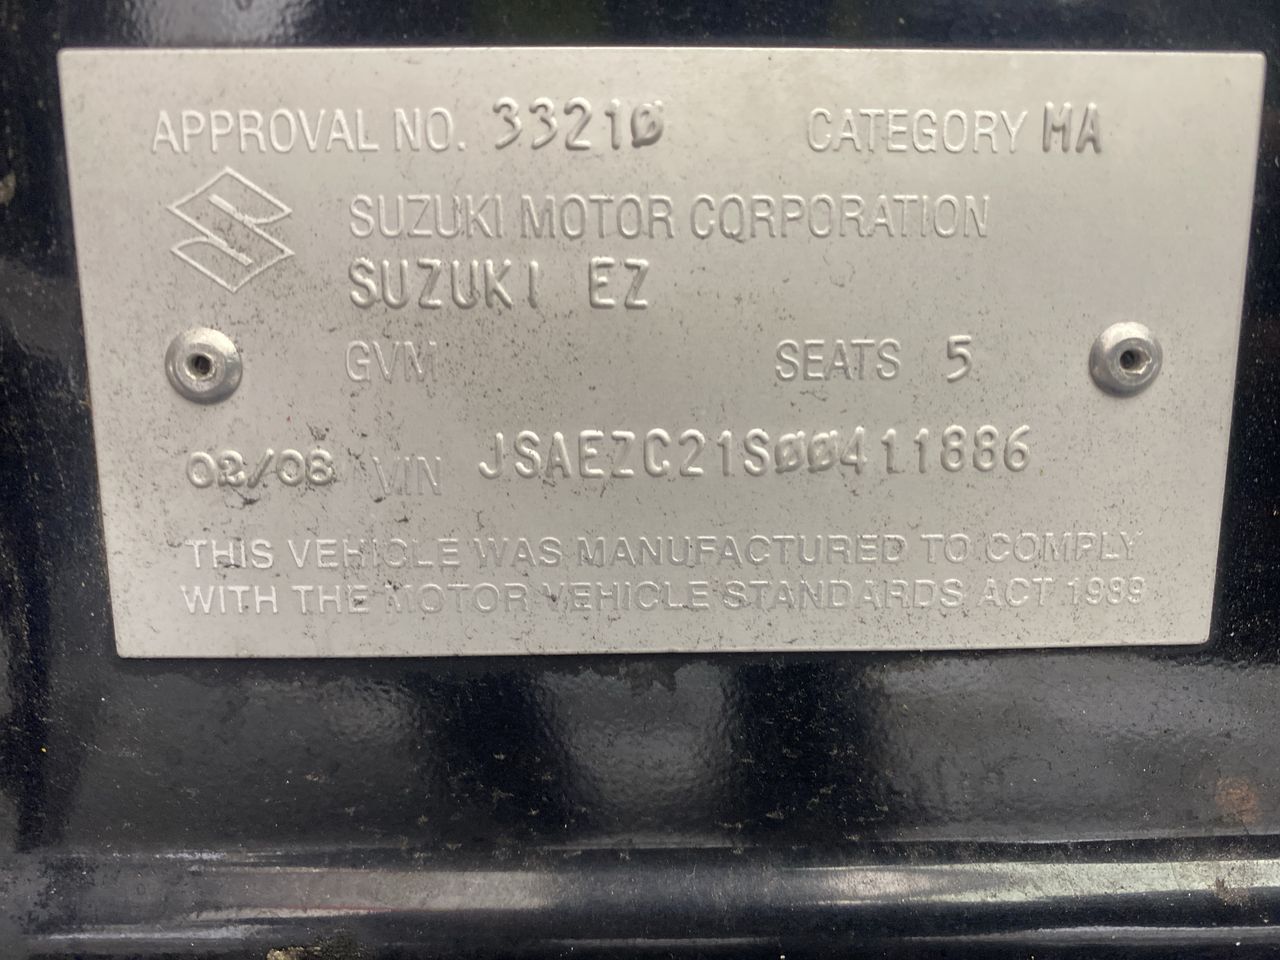 APPROVAL NO. 33210 CATEGORY MA
SUZUKI MOTOR CORPORATION
SUZUKI EZ
GVM SEATS 5
02/08 VIN JSAEZC21S00411886
THIS VEHICLE WAS MANUFACTURED TO COMPLY
WITH THE MOTOR VEHICLE STANDARDS ACT 1989